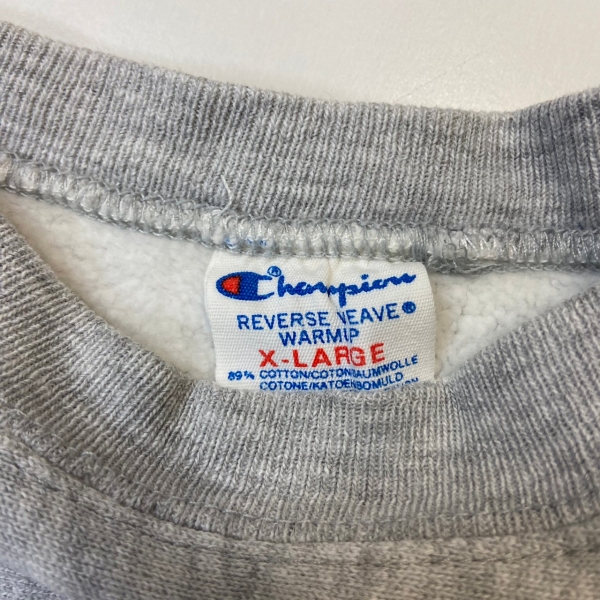 Champion®
REVERSE WEAVE®
WARMUP
X-LARGE
89% COTTON/COTON/BAUMWOLLE
COTONE/KATOEN/BOMULD